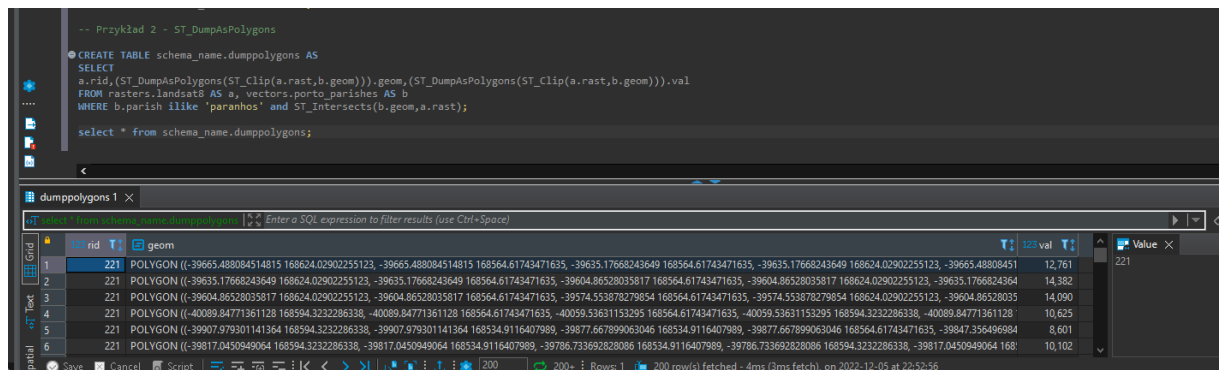 -- Przykład 2 - ST_DumpAsPolygons
CREATE TABLE schema_name.dumppolygons AS
SELECT
a.rid,(ST_DumpAsPolygons(ST_Clip(a.rast,b.geom))).geom,(ST_DumpAsPolygons(ST_Clip(a.rast,b.geom))).val
FROM rasters.landsat8 AS a, vectors.porto_parishes AS b
WHERE b.parish ilike 'paranhos' and ST_Intersects(b.geom,a.rast);
select * from schema_name.dumppolygons;
dumppolygons 1
select * from schema_name.dumppolygons Enter a SQL expression to filter results (use Ctrl+Space)
Grid 123 rid geom 123 val Value
1 221 POLYGON ((-39665.488084514815 168624.02902255123, -39665.488084514815 168564.61743471635, -39635.17668243649 168564.61743471635, -39635.17668243649 168624.02902255123, -39665.48808451 12,761 221
2 221 POLYGON ((-39635.17668243649 168624.02902255123, -39635.17668243649 168564.61743471635, -39604.86528035817 168564.61743471635, -39604.86528035817 168624.02902255123, -39635.1766824364 14,382
Text 3 221 POLYGON ((-39604.86528035817 168624.02902255123, -39604.86528035817 168564.61743471635, -39574.553878279854 168564.61743471635, -39574.553878279854 168624.02902255123, -39604.86528035 14,090
4 221 POLYGON ((-40089.84771361128 168594.3232286338, -40089.84771361128 168564.61743471635, -40059.53631153295 168564.61743471635, -40059.53631153295 168594.3232286338, -40089.84771361128 10,625
5 221 POLYGON ((-39907.979301141364 168594.3232286338, -39907.979301141364 168534.9116407989, -39877.667899063046 168534.9116407989, -39877.667899063046 168564.61743471635, -39847.356496984 8,601
6 221 POLYGON ((-39817.0450949064 168594.3232286338, -39817.0450949064 168534.9116407989, -39786.733692828086 168534.9116407989, -39786.733692828086 168594.3232286338, -39817.0450949064 168 10,102
Save Cancel Script 200 200+ Rows: 1 200 row(s) fetched - 4ms (3ms fetch), on 2022-12-05 at 22:52:56